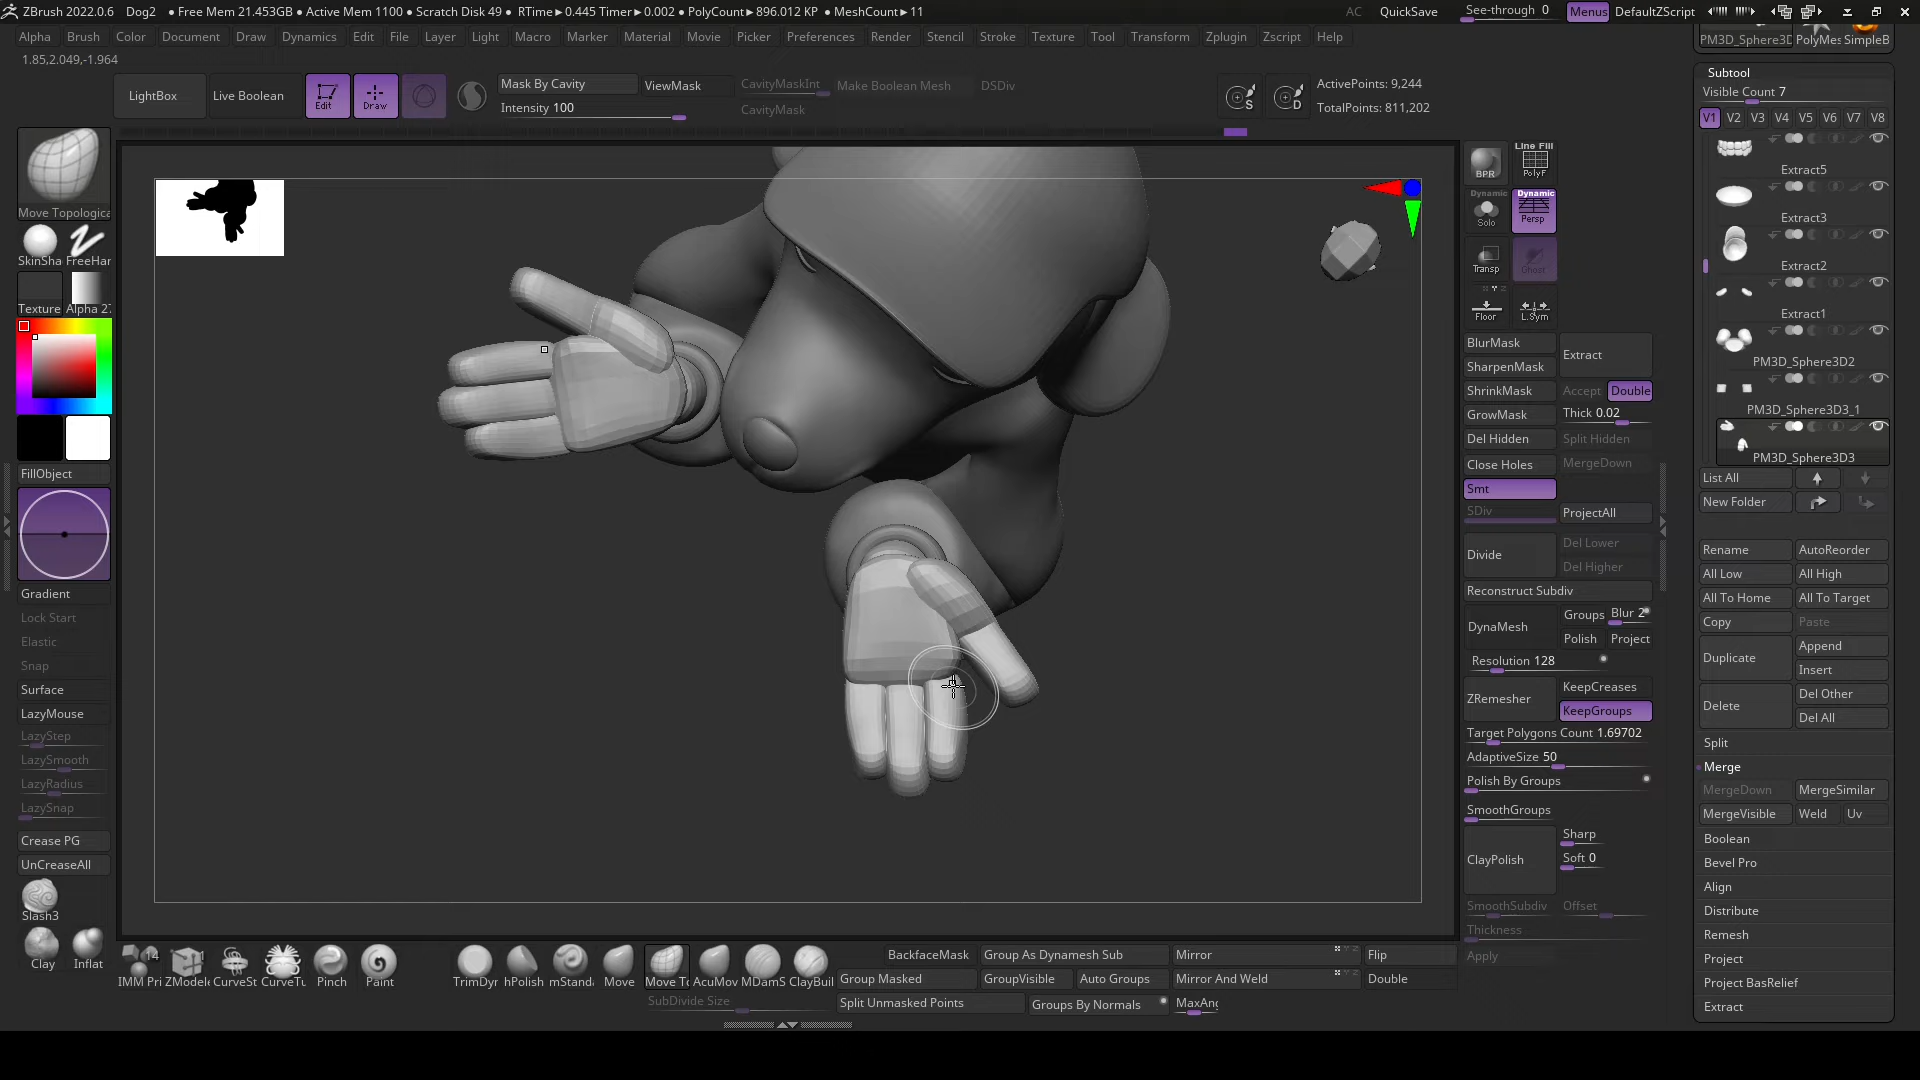 ZBrush 2022.0.6 Dog2 ● Free Mem 21.453GB ● Active Mem 1100 ● Scratch Disk 49 ● RTime►0.445 Timer►0.002 ● PolyCount►896.012 KP ● MeshCount►11 AC QuickSave See-through 0 Menus DefaultZScript
Alpha Brush Color Document Draw Dynamics Edit File Layer Light Macro Marker Material Movie Picker Preferences Render Stencil Stroke Texture Tool Transform Zplugin Zscript Help
1.85,2.049,-1.964
LightBox
Live Boolean
Edit
Draw
Mask By Cavity
Intensity 100
ViewMask
CavityMaskInt
CavityMask
Make Boolean Mesh
DSDiv
S
D
ActivePoints: 9,244
TotalPoints: 811,202
Move Topologica
SkinSha FreeHar
Texture Alpha 27
FillObject
Gradient
Lock Start
Elastic
Snap
Surface
LazyMouse
LazyStep
LazySmooth
LazyRadius
LazySnap
Crease PG
UnCreaseAll
Slash3
Clay Inflat
BPR
Line Fill
PolyF
Dynamic
Solo
Dynamic
Persp
Transp
Ghost
Floor
L.Sym
BlurMask
Extract
SharpenMask
ShrinkMask
Accept Double
GrowMask
Thick 0.02
Del Hidden
Split Hidden
Close Holes
MergeDown
Smt
SDiv
ProjectAll
Divide
Del Lower
Del Higher
Reconstruct Subdiv
DynaMesh
Groups Blur 2
Polish Project
Resolution 128
ZRemesher
KeepCreases
KeepGroups
Target Polygons Count 1.69702
AdaptiveSize 50
Polish By Groups
SmoothGroups
ClayPolish
Sharp
Soft 0
SmoothSubdiv Offset
Thickness
Apply
PM3D_Sphere3D PolyMes SimpleB
Subtool
Visible Count 7
V1 V2 V3 V4 V5 V6 V7 V8
Extract5
Extract3
Extract2
Extract1
PM3D_Sphere3D2
PM3D_Sphere3D3_1
PM3D_Sphere3D3
List All
New Folder
Rename AutoReorder
All Low All High
All To Home All To Target
Copy Paste
Duplicate
Append
Insert
Delete
Del Other
Del All
Split
Merge
MergeDown MergeSimilar
MergeVisible Weld Uv
Boolean
Bevel Pro
Align
Distribute
Remesh
Project
Project BasRelief
Extract
14
IMM Pri ZModele CurveSt CurveTu Pinch Paint TrimDyr hPolish mStand Move Move To AcuMov MDamS ClayBuil
SubDivide Size
BackfaceMask Group As Dynamesh Sub Mirror Flip
Group Masked GroupVisible Auto Groups Mirror And Weld Double
Split Unmasked Points Groups By Normals MaxAng